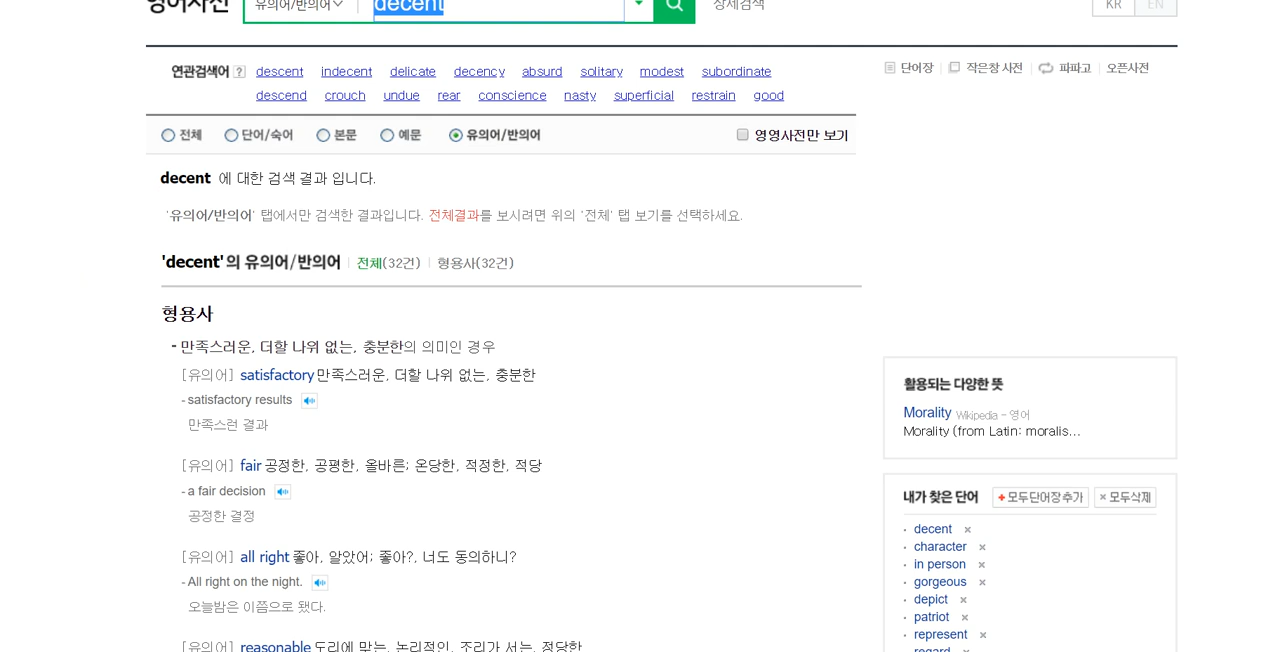 영어사전 유의어/반의어 decent 상세검색 KR EN
연관검색어 ? descent indecent delicate decency absurd solitary modest subordinate
descend crouch undue rear conscience nasty superficial restrain good
단어장 작은창 사전 파파고 오픈사전
전체 단어/숙어 본문 예문 유의어/반의어 영영사전만 보기
decent 에 대한 검색 결과 입니다.
'유의어/반의어' 탭에서만 검색한 결과입니다. 전체결과를 보시려면 위의 '전체' 탭 보기를 선택하세요.
'decent'의 유의어/반의어 전체(32건) 형용사(32건)
형용사
- 만족스러운, 더할 나위 없는, 충분한의 의미인 경우
[유의어] satisfactory 만족스러운, 더할 나위 없는, 충분한
- satisfactory results
만족스런 결과
[유의어] fair 공정한, 공평한, 올바른; 온당한, 적정한, 적당
- a fair decision
공정한 결정
[유의어] all right 좋아, 알았어; 좋아?, 너도 동의하니?
- All right on the night.
오늘밤은 이쯤으로 됐다.
[유의어] reasonable 도리에 맞는, 논리적인, 조리가 서는, 정당한
활용되는 다양한 뜻
Morality Wikipedia - 영어
Morality (from Latin: moralis...
내가 찾은 단어 +모두단어장추가 ×모두삭제
· decent ×
· character ×
· in person ×
· gorgeous ×
· depict ×
· patriot ×
· represent ×
regard ×